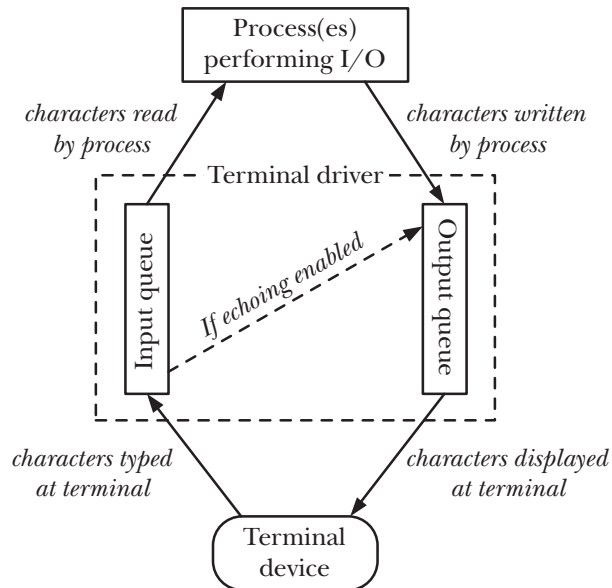 Process(es)
performing I/O
characters read
by process
characters written
by process
Terminal driver
Input queue
If echoing enabled
Output queue
characters typed
at terminal
characters displayed
at terminal
Terminal
device